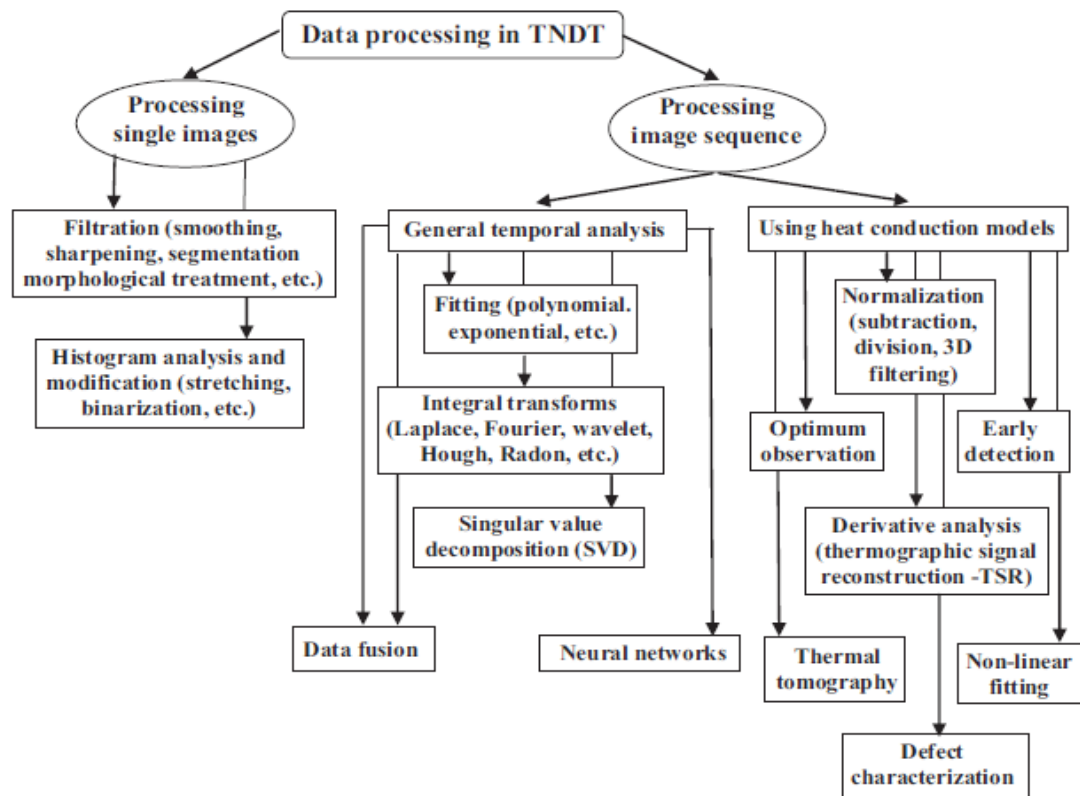 Data processing in TNDT
Processing
single images
Processing
image sequence
Filtration (smoothing,
sharpening, segmentation
morphological treatment, etc.)
General temporal analysis
Using heat conduction models
Fitting (polynomial.
exponential, etc.)
Normalization
(subtraction,
division, 3D
filtering)
Histogram analysis and
modification (stretching,
binarization, etc.)
Integral transforms
(Laplace, Fourier, wavelet,
Hough, Radon, etc.)
Optimum
observation
Early
detection
Singular value
decomposition (SVD)
Derivative analysis
(thermographic signal
reconstruction -TSR)
Data fusion
Neural networks
Thermal
tomography
Non-linear
fitting
Defect
characterization